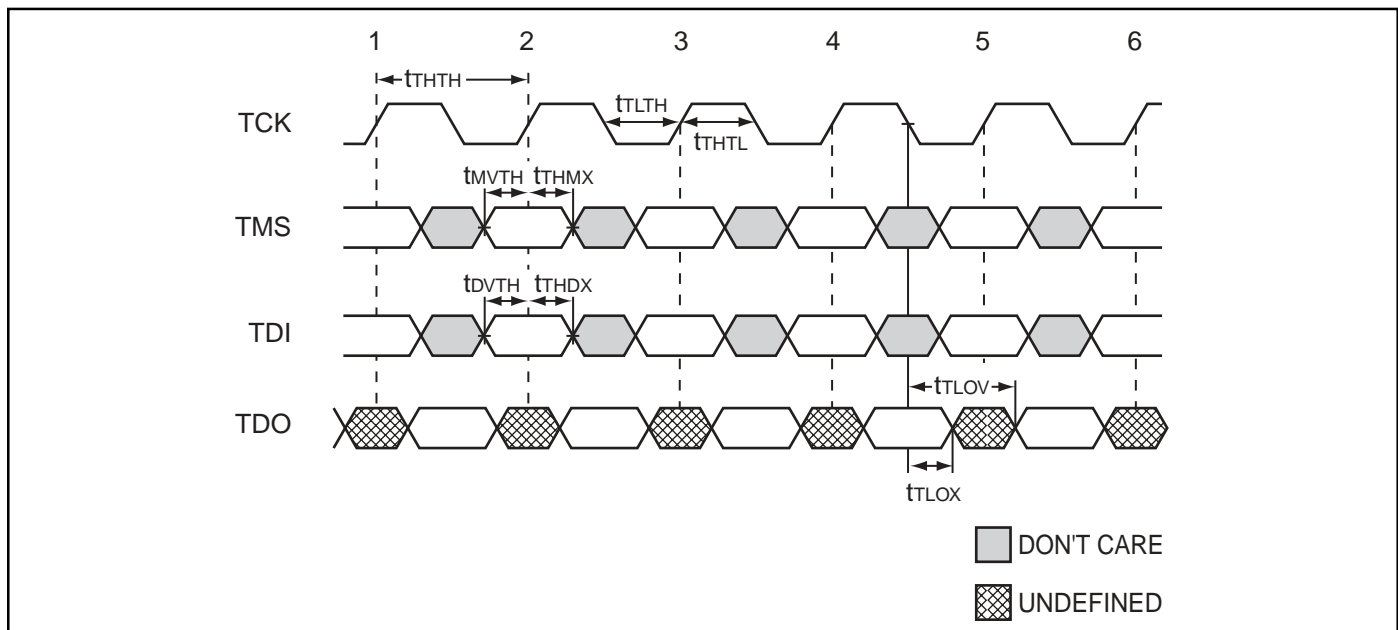 1 2 3 4 5 6
tTHTH
TCK
tTLTH
tTHTL
tMVTH tTHMX
TMS
tDVTH tTHDX
TDI
tTLOV
TDO
tTLOX
DON'T CARE
UNDEFINED